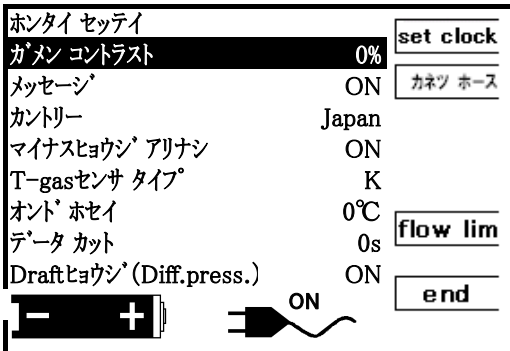 ホンタイ セッテイ
ガメン コントラスト 0%
メッセージ ON
カントリー Japan
マイナスヒョウジ アリナシ ON
T-gasセンサ タイプ K
オンド ホセイ 0℃
データ カット 0s
Draftヒョウジ(Diff.press.) ON
set clock
カネツ ホース
flow lim
end
ON